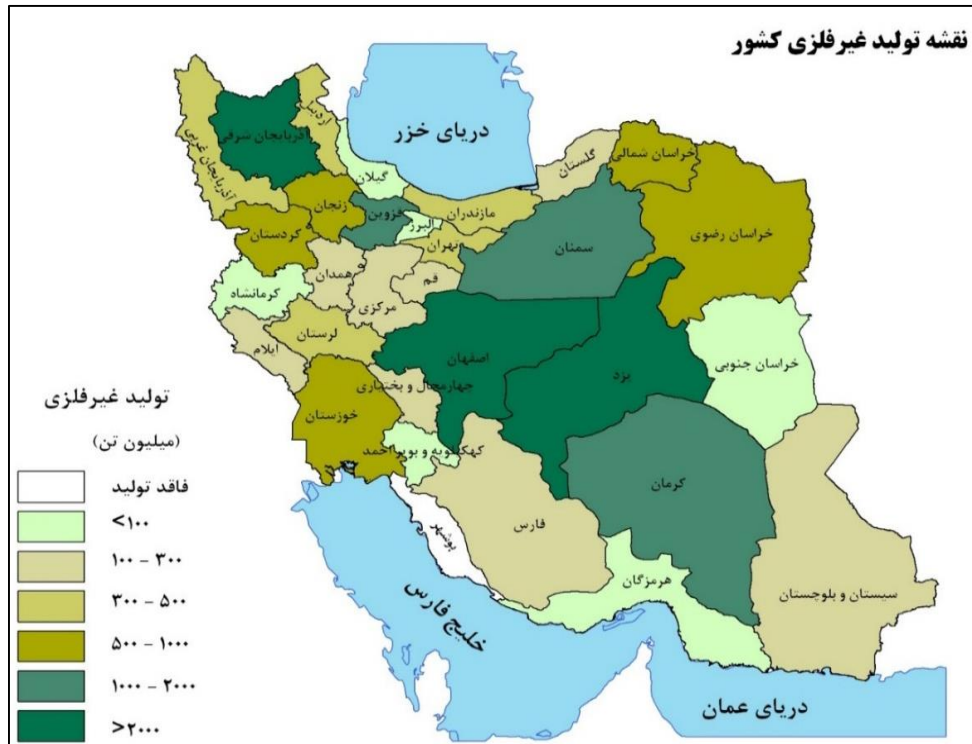 نقشه تولید غیرفلزی کشور
دریای خزر
اردبیل
آذربایجان شرقی
آذربایجان غربی
گیلان
گلستان
خراسان شمالی
زنجان
قزوین
البرز
مازندران
تهران
سمنان
خراسان رضوی
کردستان
همدان
قم
مرکزی
کرمانشاه
لرستان
ایلام
اصفهان
یزد
خراسان جنوبی
چهارمحال و بختیاری
خوزستان
کهکیلویه و بویراحمد
کرمان
فارس
بوشهر
هرمزگان
سیستان و بلوچستان
خلیج فارس
دریای عمان
تولید غیرفلزی
(میلیون تن)
فاقد تولید
<۱۰۰
۱۰۰ - ۳۰۰
۳۰۰ - ۵۰۰
۵۰۰ - ۱۰۰۰
۱۰۰۰ - ۲۰۰۰
>۲۰۰۰